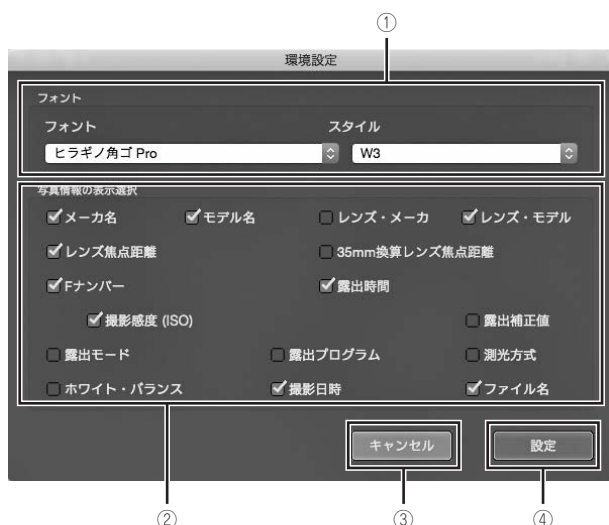 ①
環境設定
フォント
フォント スタイル
ヒラギノ角ゴ Pro W3
写真情報の表示選択
メーカ名 モデル名 レンズ・メーカ レンズ・モデル
レンズ焦点距離 35mm換算レンズ焦点距離
Fナンバー 露出時間
撮影感度 (ISO) 露出補正値
露出モード 露出プログラム 測光方式
ホワイト・バランス 撮影日時 ファイル名
キャンセル 設定
② ③ ④